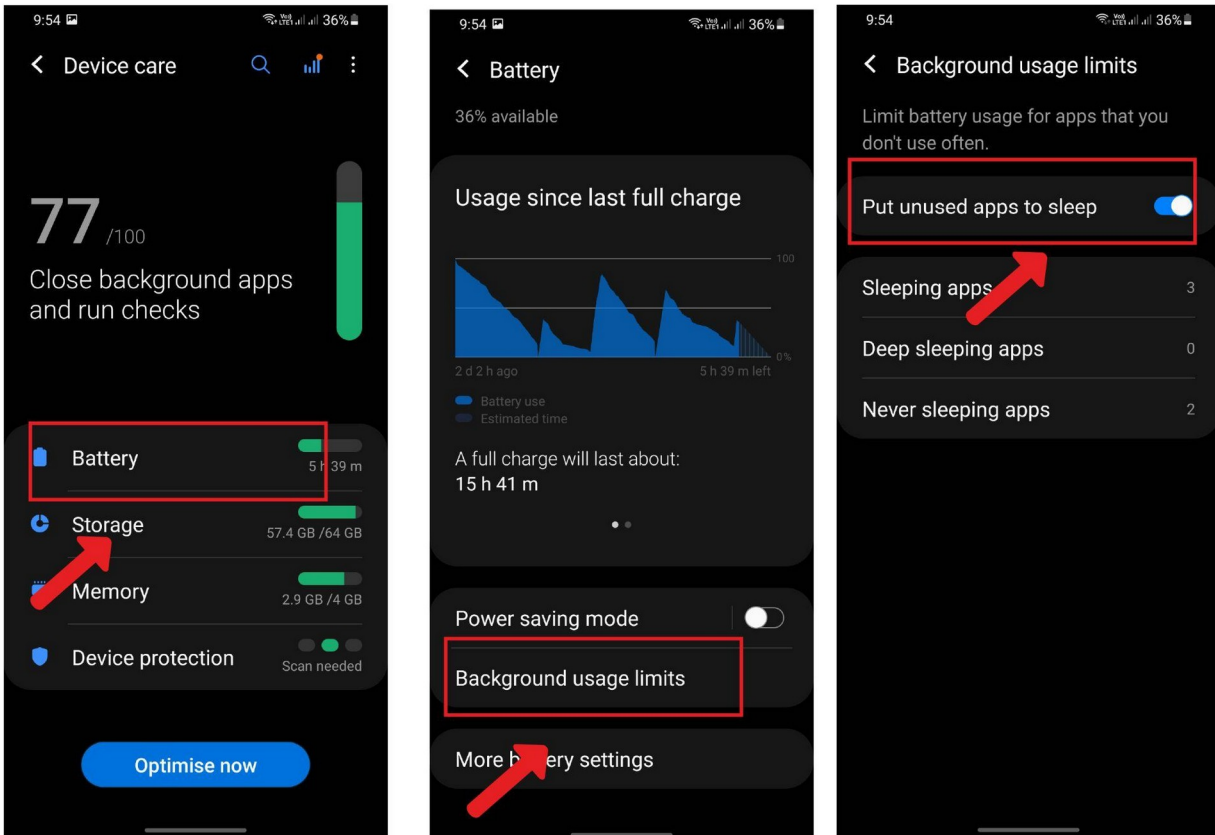 9:54
VoD LTE1 36%
Device care
77 /100
Close background apps
and run checks
Battery
5 h 39 m
Storage
57.4 GB /64 GB
Memory
2.9 GB /4 GB
Device protection
Scan needed
Optimise now
9:54
36%
Battery
36% available
Usage since last full charge
100
0%
2 d 2 h ago
5 h 39 m left
Battery use
Estimated time
A full charge will last about:
15 h 41 m
Power saving mode
Background usage limits
More battery settings
9:54
36%
Background usage limits
Limit battery usage for apps that you
don't use often.
Put unused apps to sleep
Sleeping apps
3
Deep sleeping apps
0
Never sleeping apps
2